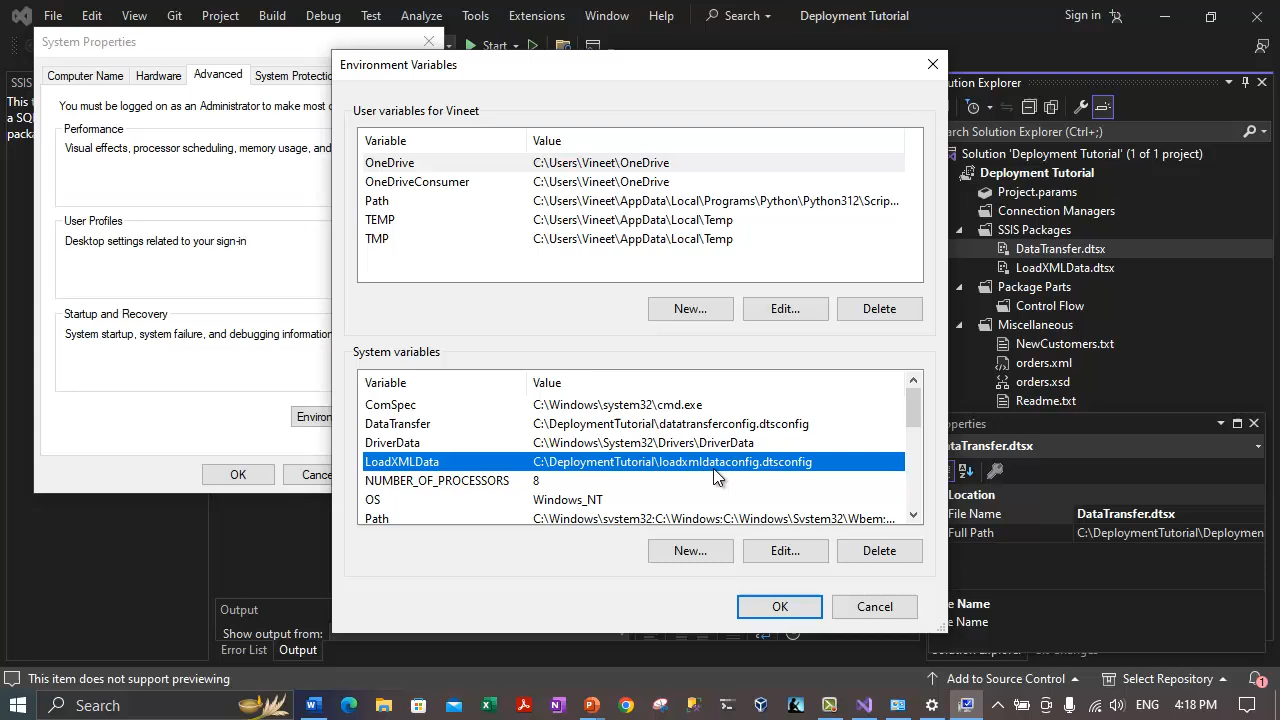 File Edit View Git Project Build Debug Test Analyze Tools Extensions Window Help Search Deployment Tutorial Sign in
System Properties
Start
Environment Variables
Computer Name Hardware Advanced System Protectio
You must be logged on as an Administrator to make most
Performance
Visual effects, processor scheduling, memory usage, and
User Profiles
Desktop settings related to your sign-in
Startup and Recovery
System startup, system failure, and debugging information
Environ
OK Cance
SSIS
This
a SQ
pack
User variables for Vineet
Variable Value
OneDrive C:\Users\Vineet\OneDrive
OneDriveConsumer C:\Users\Vineet\OneDrive
Path C:\Users\Vineet\AppData\Local\Programs\Python\Python312\Scrip...
TEMP C:\Users\Vineet\AppData\Local\Temp
TMP C:\Users\Vineet\AppData\Local\Temp
New... Edit... Delete
System variables
Variable Value
ComSpec C:\Windows\system32\cmd.exe
DataTransfer C:\DeploymentTutorial\datatransferconfig.dtsconfig
DriverData C:\Windows\System32\Drivers\DriverData
LoadXMLData C:\DeploymentTutorial\loadxmldataconfig.dtsconfig
NUMBER_OF_PROCESSORS 8
OS Windows_NT
Path C:\Windows\system32;C:\Windows;C:\Windows\System32\Wbem;...
New... Edit... Delete
OK Cancel
ution Explorer
arch Solution Explorer (Ctrl+;)
Solution 'Deployment Tutorial' (1 of 1 project)
Deployment Tutorial
Project.params
Connection Managers
SSIS Packages
DataTransfer.dtsx
LoadXMLData.dtsx
Package Parts
Control Flow
Miscellaneous
NewCustomers.txt
orders.xml
orders.xsd
Readme.txt
operties
ataTransfer.dtsx
Location
File Name DataTransfer.dtsx
Full Path C:\DeploymentTutorial\Deploymen
e Name
e Name
Output
Show output from:
Error List Output
This item does not support previewing
Add to Source Control Select Repository 1
Search
ENG 4:18 PM